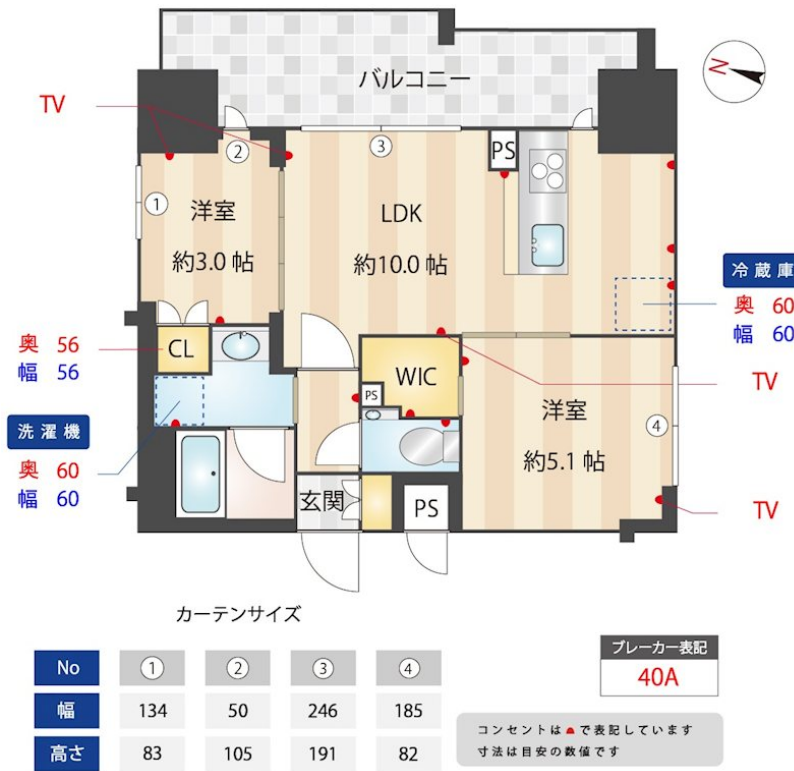 バルコニー
N
TV
②
③
PS
①
洋室
約3.0 帖
LDK
約10.0 帖
冷蔵庫
奥 60
幅 60
奥 56
幅 56
CL
WIC
PS
TV
洋室
約5.1 帖
④
洗濯機
奥 60
幅 60
玄関
PS
TV
カーテンサイズ
No ① ② ③ ④
幅 134 50 246 185
高さ 83 105 191 82
ブレーカー表記
40A
コンセントは で表記しています
寸法は目安の数値です